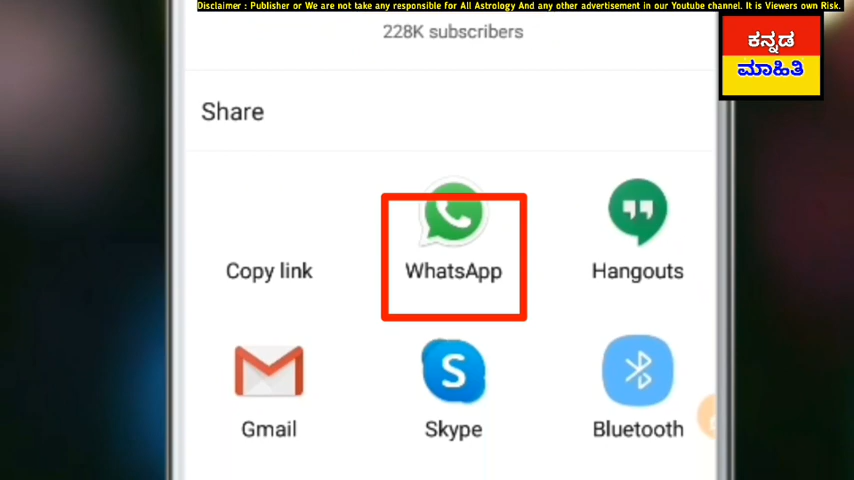 Disclaimer : Publisher or We are not take any responsible for All Astrology And any other advertisement in our Youtube channel. It is Viewers own Risk.
228K subscribers
ಕನ್ನಡ
ಮಾಹಿತಿ
Share
Copy link
WhatsApp
Hangouts
Gmail
Skype
Bluetooth